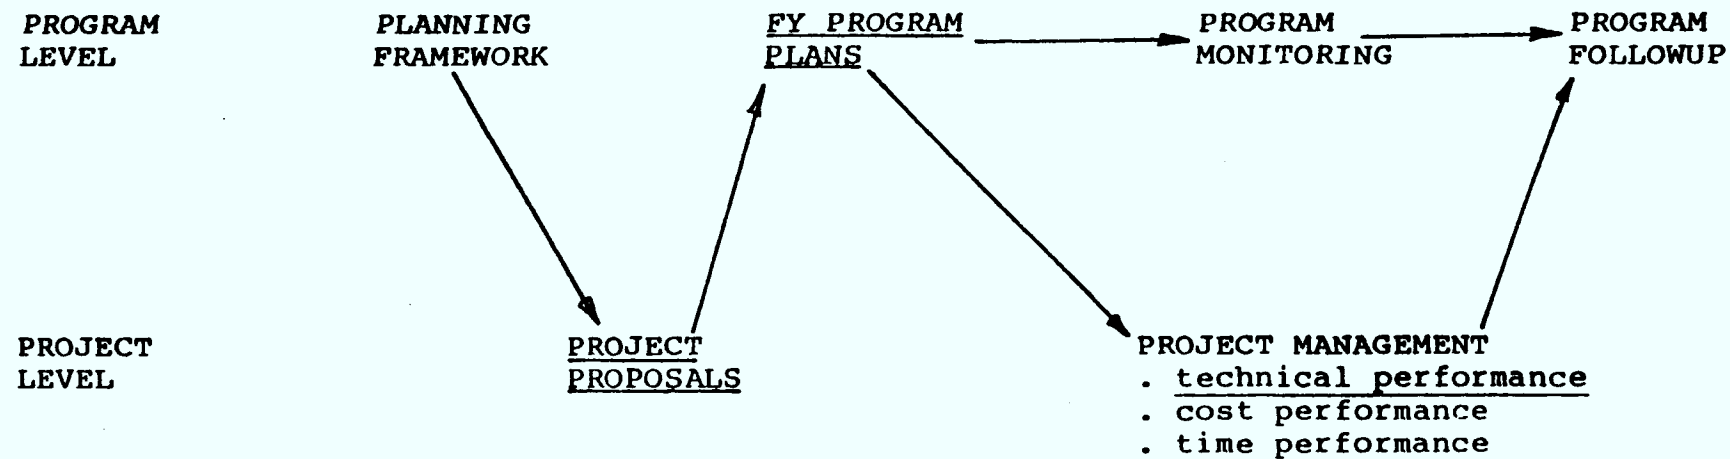 PROGRAM
LEVEL
PLANNING
FRAMEWORK
FY PROGRAM
PLANS
PROGRAM
MONITORING
PROGRAM
FOLLOWUP
PROJECT
LEVEL
PROJECT
PROPOSALS
PROJECT MANAGEMENT
. technical performance
. cost performance
. time performance